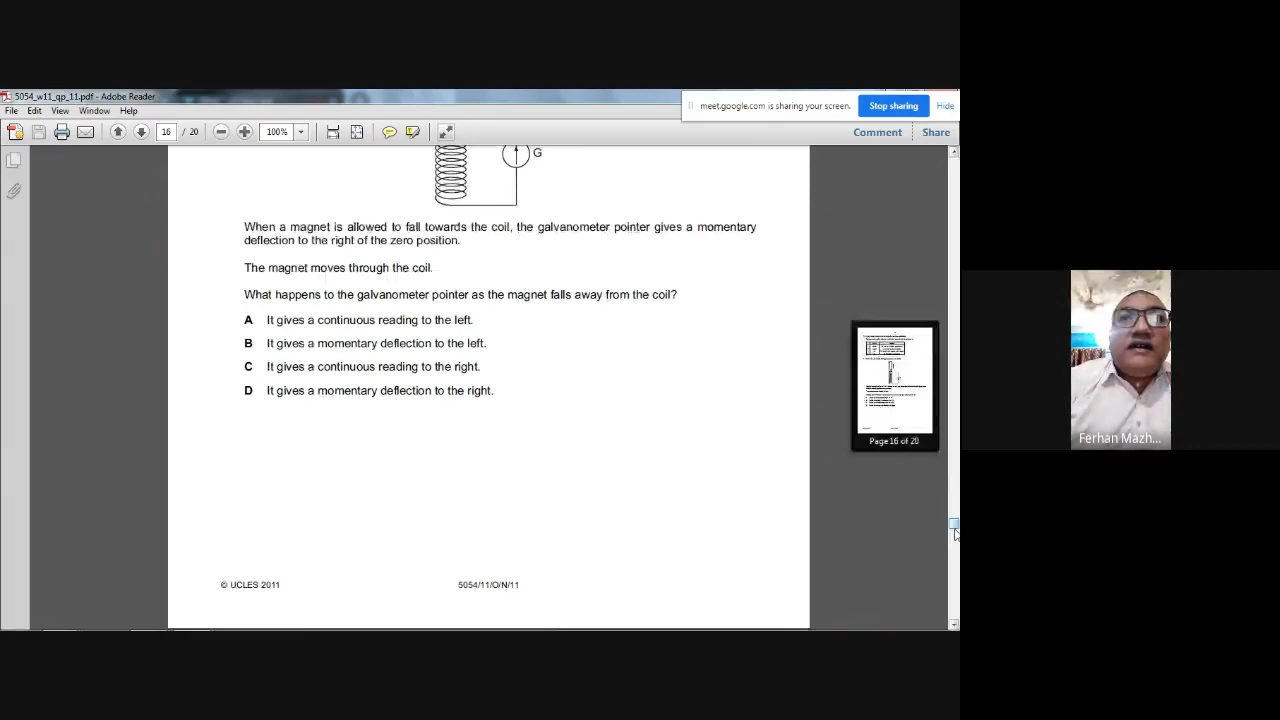 5054_w11_qp_11.pdf - Adobe Reader
File Edit View Window Help
meet.google.com is sharing your screen. Stop sharing Hide
16 / 20 100% Comment Share
G
When a magnet is allowed to fall towards the coil, the galvanometer pointer gives a momentary
deflection to the right of the zero position.
The magnet moves through the coil.
What happens to the galvanometer pointer as the magnet falls away from the coil?
A It gives a continuous reading to the left.
B It gives a momentary deflection to the left.
C It gives a continuous reading to the right.
D It gives a momentary deflection to the right.
Page 16 of 20
Ferhan Mazh...
© UCLES 2011 5054/11/O/N/11